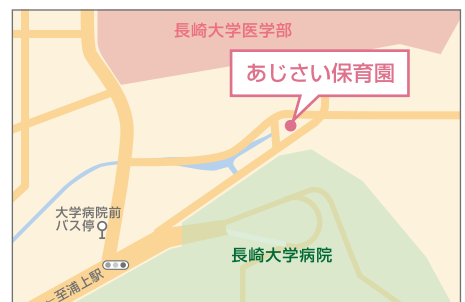 長崎大学医学部
あじさい保育園
大学病院前
バス停
長崎大学病院
至浦上駅